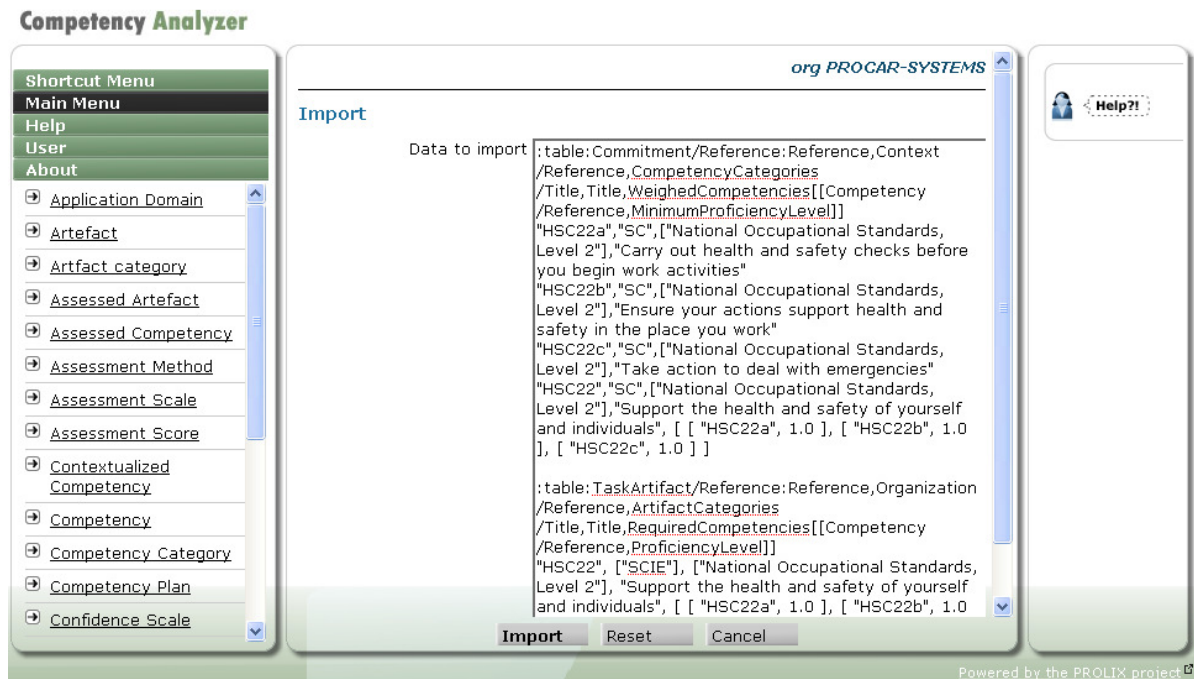 Competency Analyzer
Shortcut Menu
Main Menu
Help
User
About
Application Domain
Artefact
Artfact category
Assessed Artefact
Assessed Competency
Assessment Method
Assessment Scale
Assessment Score
Contextualized
Competency
Competency
Competency Category
Competency Plan
Confidence Scale
org PROCAR-SYSTEMS
Import
Data to import
:table:Commitment/Reference:Reference,Context
/Reference,CompetencyCategories
/Title,Title,WeighedCompetencies[[Competency
/Reference,MinimumProficiencyLevel]]
"HSC22a","SC",["National Occupational Standards,
Level 2"],"Carry out health and safety checks before
you begin work activities"
"HSC22b","SC",["National Occupational Standards,
Level 2"],"Ensure your actions support health and
safety in the place you work"
"HSC22c","SC",["National Occupational Standards,
Level 2"],"Take action to deal with emergencies"
"HSC22","SC",["National Occupational Standards,
Level 2"],"Support the health and safety of yourself
and individuals", [ [ "HSC22a", 1.0 ], [ "HSC22b", 1.0
], [ "HSC22c", 1.0 ] ]
:table:TaskArtifact/Reference:Reference,Organization
/Reference,ArtifactCategories
/Title,Title,RequiredCompetencies[[Competency
/Reference,ProficiencyLevel]]
"HSC22", ["SCIE"], ["National Occupational Standards,
Level 2"], "Support the health and safety of yourself
and individuals", [ [ "HSC22a", 1.0 ], [ "HSC22b", 1.0
Import
Reset
Cancel
Help?!
Powered by the PROLIX project